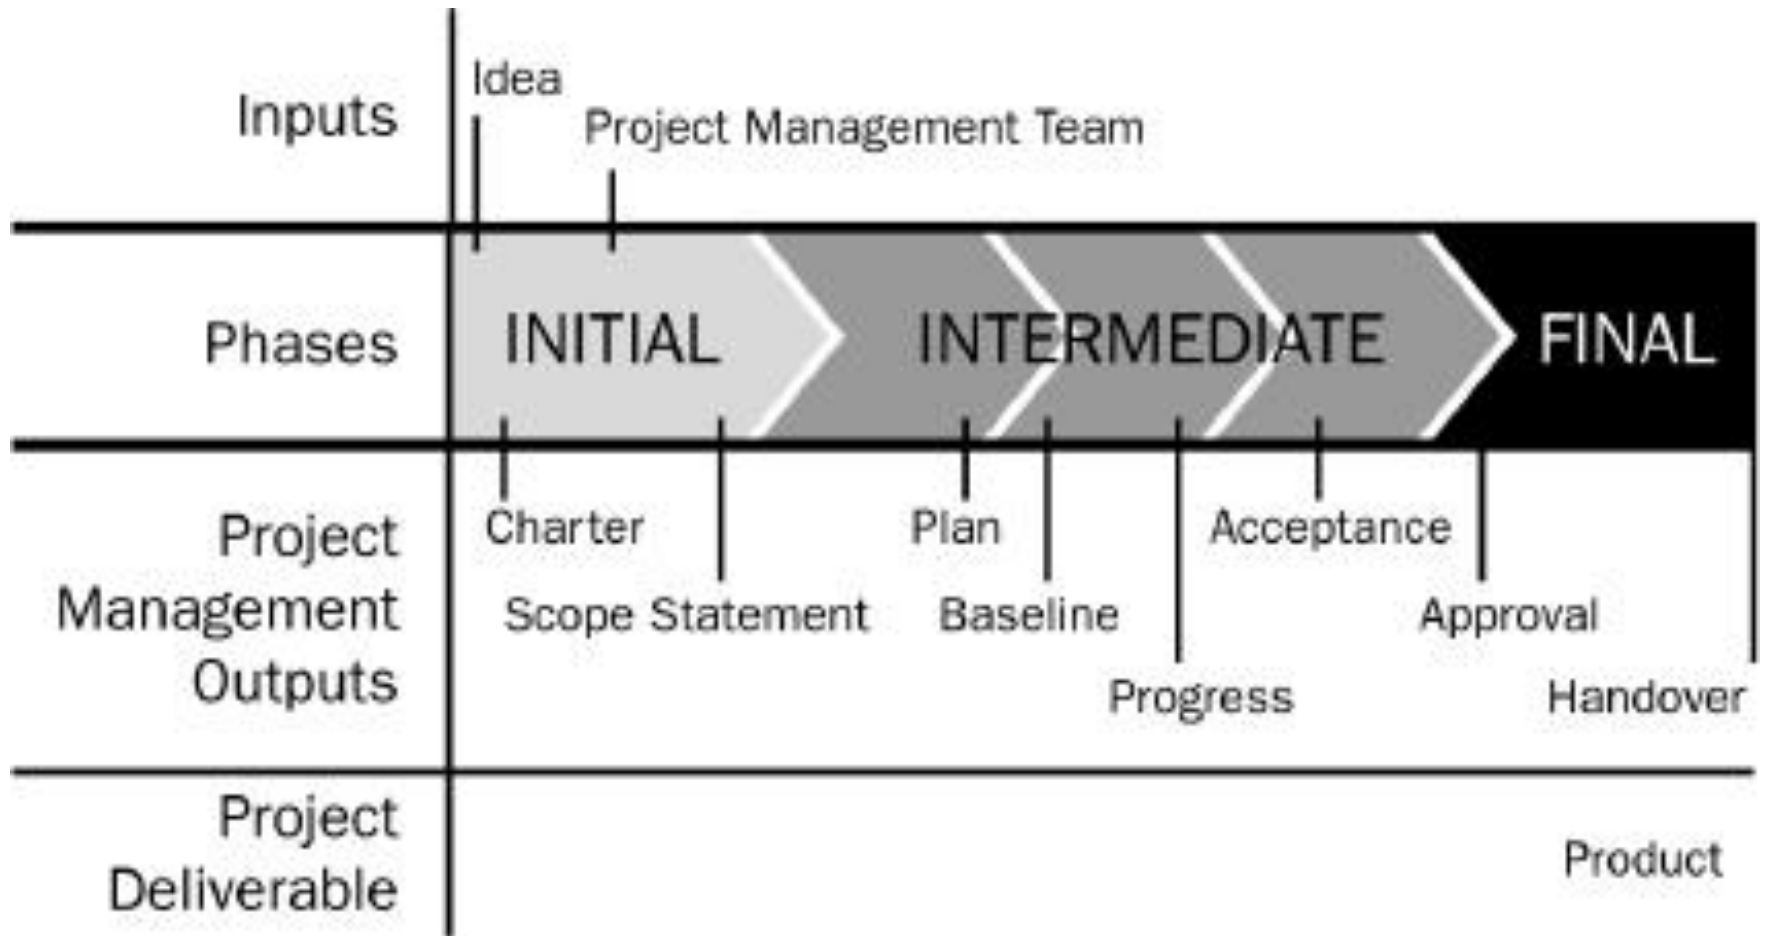 Inputs
Idea
Project Management Team
Phases
INITIAL
INTERMEDIATE
FINAL
Project
Management
Outputs
Charter
Plan
Acceptance
Scope Statement
Baseline
Approval
Progress
Handover
Project
Deliverable
Product